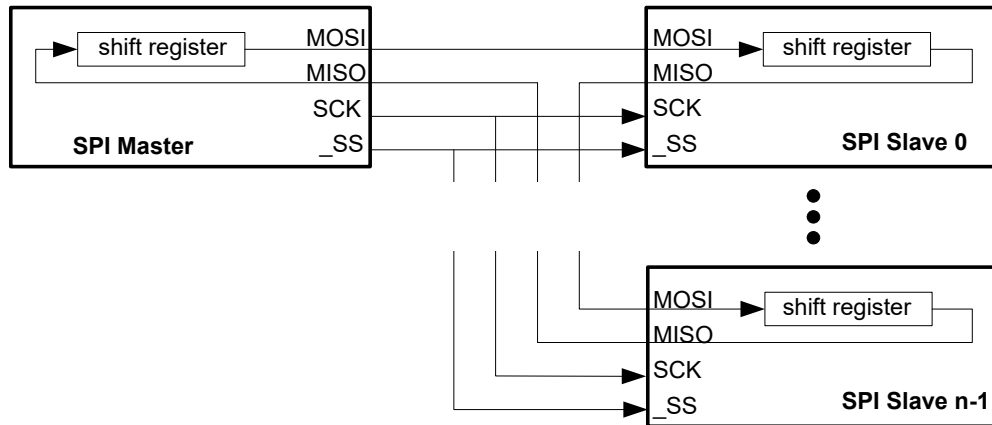 shift register
MOSI
MISO
SCK
_SS
SPI Master
MOSI
shift register
MISO
SCK
_SS
SPI Slave 0
MOSI
shift register
MISO
SCK
_SS
SPI Slave n-1